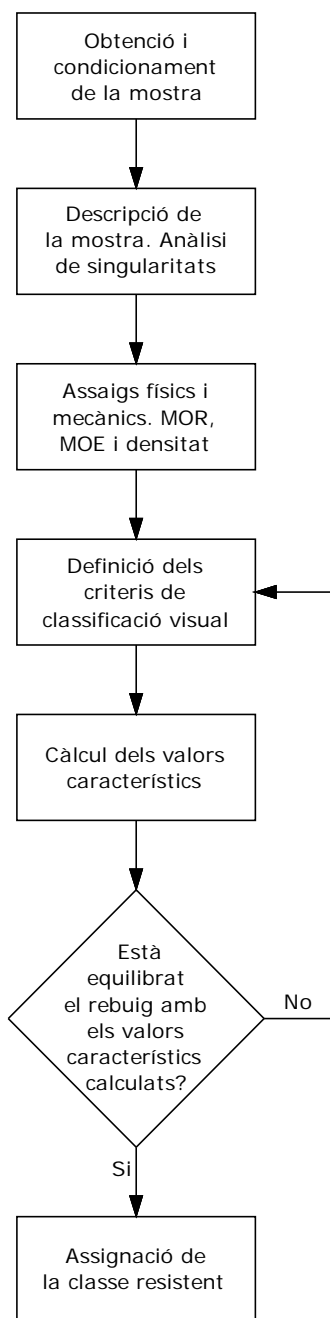 Obtenció i
condicionament
de la mostra
Descripció de
la mostra. Anàlisi
de singularitats
Assaigs físics i
mecànics. MOR,
MOE i densitat
Definició dels
criteris de
classificació visual
Càlcul dels valors
característics
Està
equilibrat
el rebuig amb
els valors
característics
calculats?
No
Si
Assignació de
la classe resistent